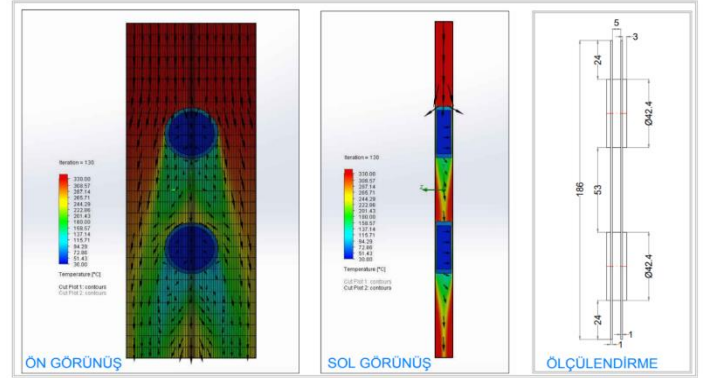 Iteration = 130
330.00
308.57
287.14
265.71
244.29
222.86
201.43
180.00
158.57
137.14
115.71
94.29
72.86
51.43
30.00
Temperature [°C]
Cut Plot 1: contours
Cut Plot 2: contours
ÖN GÖRÜNÜŞ
Iteration = 130
330.00
308.57
287.14
265.71
244.29
222.86
201.43
180.00
158.57
137.14
115.71
94.29
72.86
51.43
30.00
Temperature [°C]
Cut Plot 1: contours
Cut Plot 2: contours
Z
SOL GÖRÜNÜŞ
5
3
24
Ø42.4
186
53
Ø42.4
24
1
1
ÖLÇÜLENDİRME